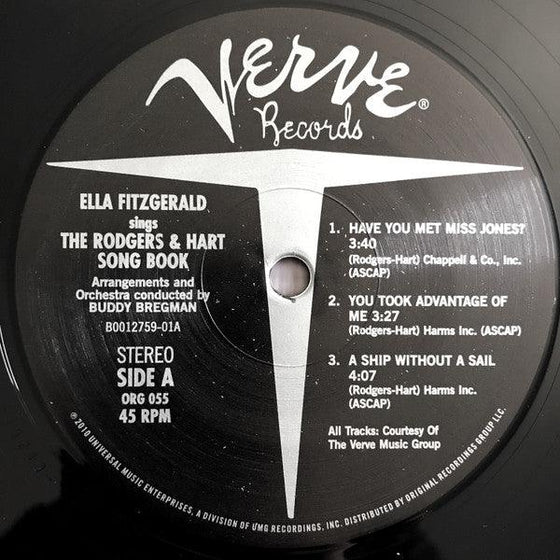 VERVE®
Records
ELLA FITZGERALD
sings
THE RODGERS & HART
SONG BOOK
Arrangements and
Orchestra conducted by
BUDDY BREGMAN
B0012759-01A
STEREO
SIDE A
ORG 055
45 RPM
1. HAVE YOU MET MISS JONES?
3:40
(Rodgers-Hart) Chappell & Co., Inc.
(ASCAP)
2. YOU TOOK ADVANTAGE OF
ME 3:27
(Rodgers-Hart) Harms Inc. (ASCAP)
3. A SHIP WITHOUT A SAIL
4:07
(Rodgers-Hart) Harms Inc.
(ASCAP)
All Tracks: Courtesy Of
The Verve Music Group
℗ 2010 UNIVERSAL MUSIC ENTERPRISES, A DIVISION OF UMG RECORDINGS, INC. DISTRIBUTED BY ORIGINAL RECORDINGS GROUP LLC.